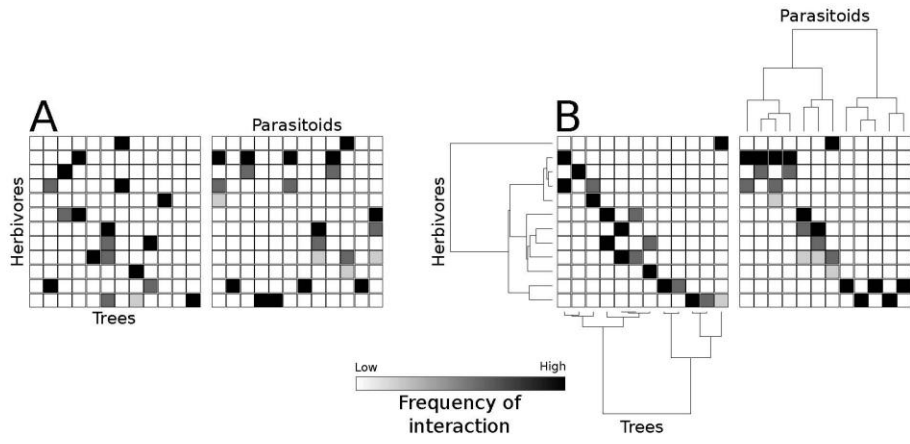 Parasitoids
A
B
Parasitoids
Herbivores
Herbivores
Trees
Low
High
Frequency of
interaction
Trees